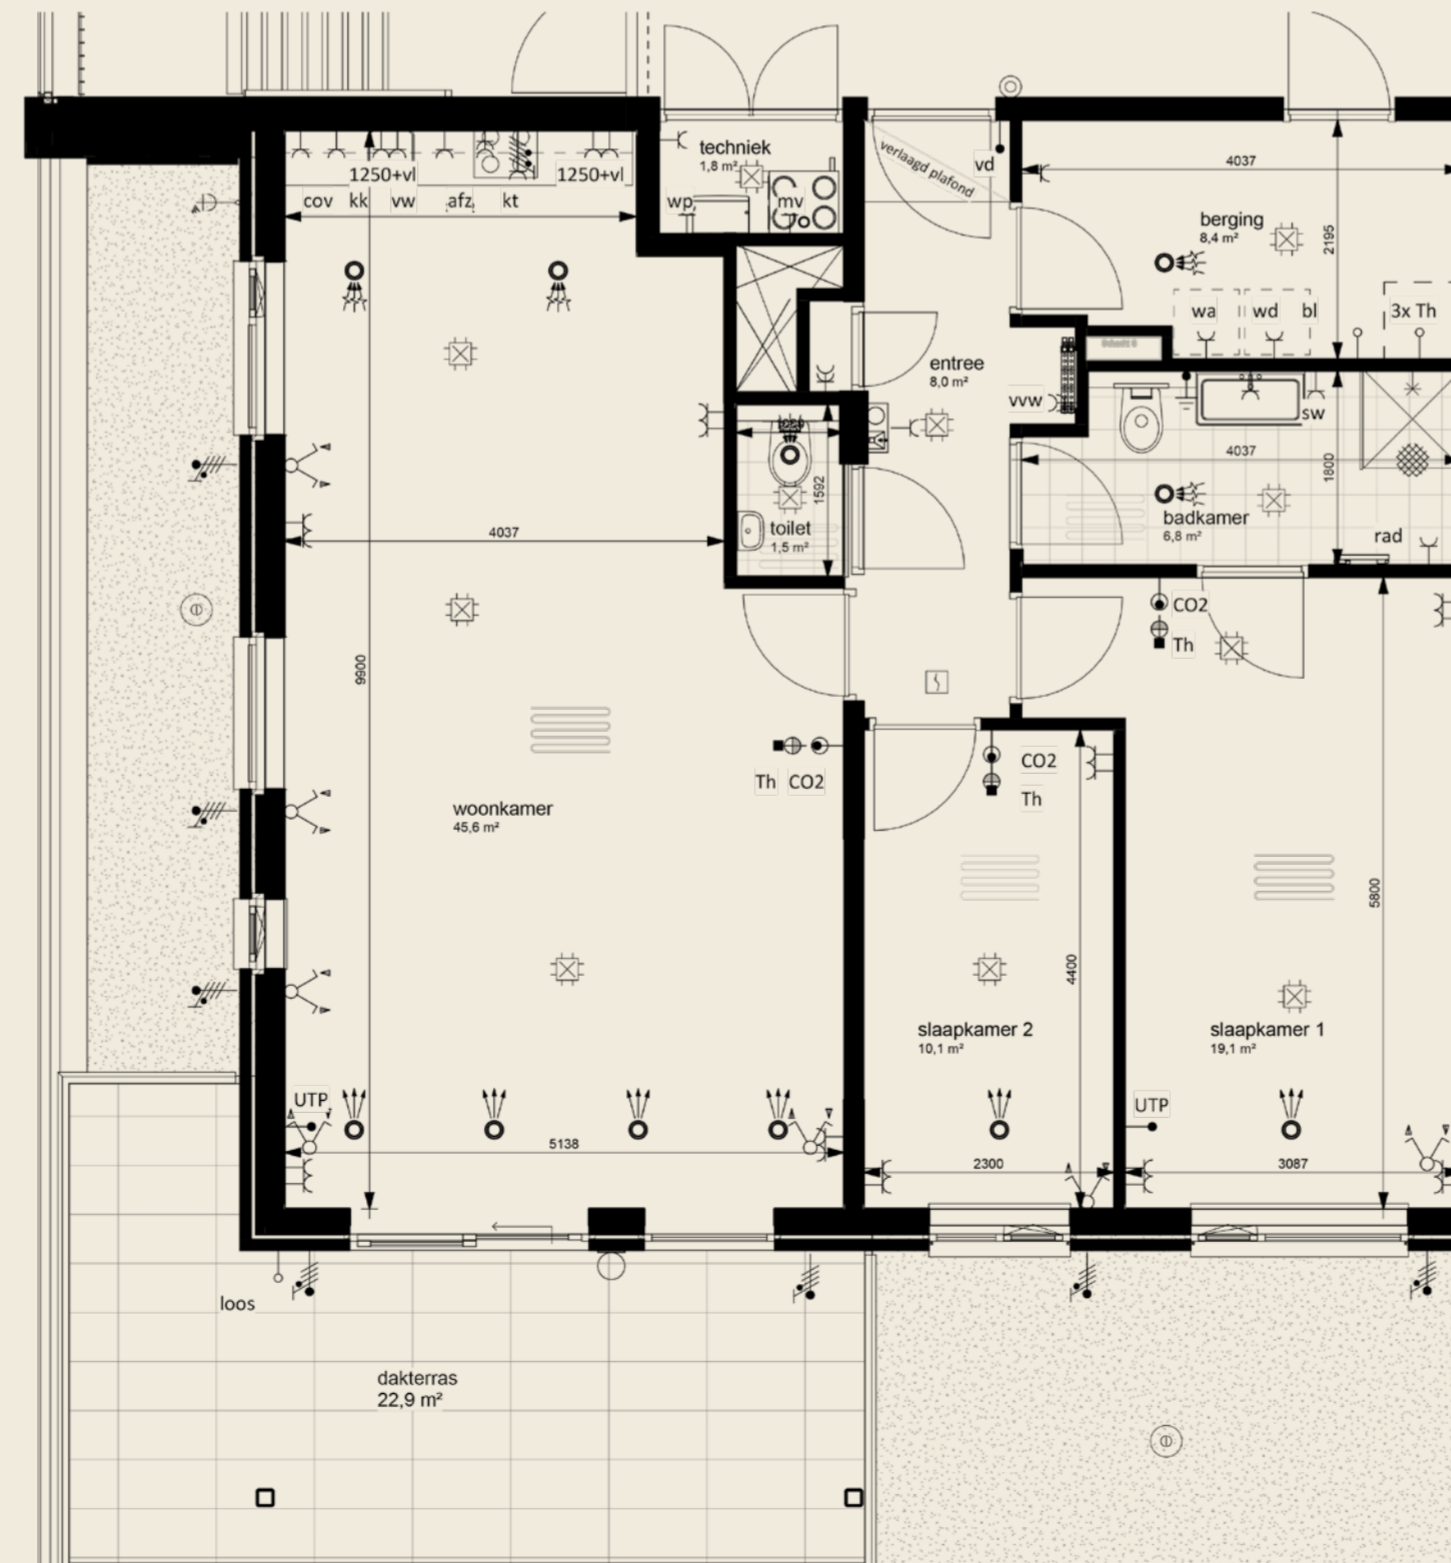 techniek
1,8 m²
wp
mv
verlaagd plafond
vd
4037
berging
8,4 m²
2195
wa
wd
bl
3x Th
1250+vl
1250+vl
cov
kk
vw
afz
kt
entree
8,0 m²
vvw
sw
4037
1800
badkamer
6,8 m²
rad
1592
toilet
1,5 m²
4037
9900
CO2
Th
woonkamer
45,6 m²
Th
CO2
CO2
Th
5800
4400
slaapkamer 2
10,1 m²
slaapkamer 1
19,1 m²
UTP
UTP
5138
2300
3087
loos
dakterras
22,9 m²